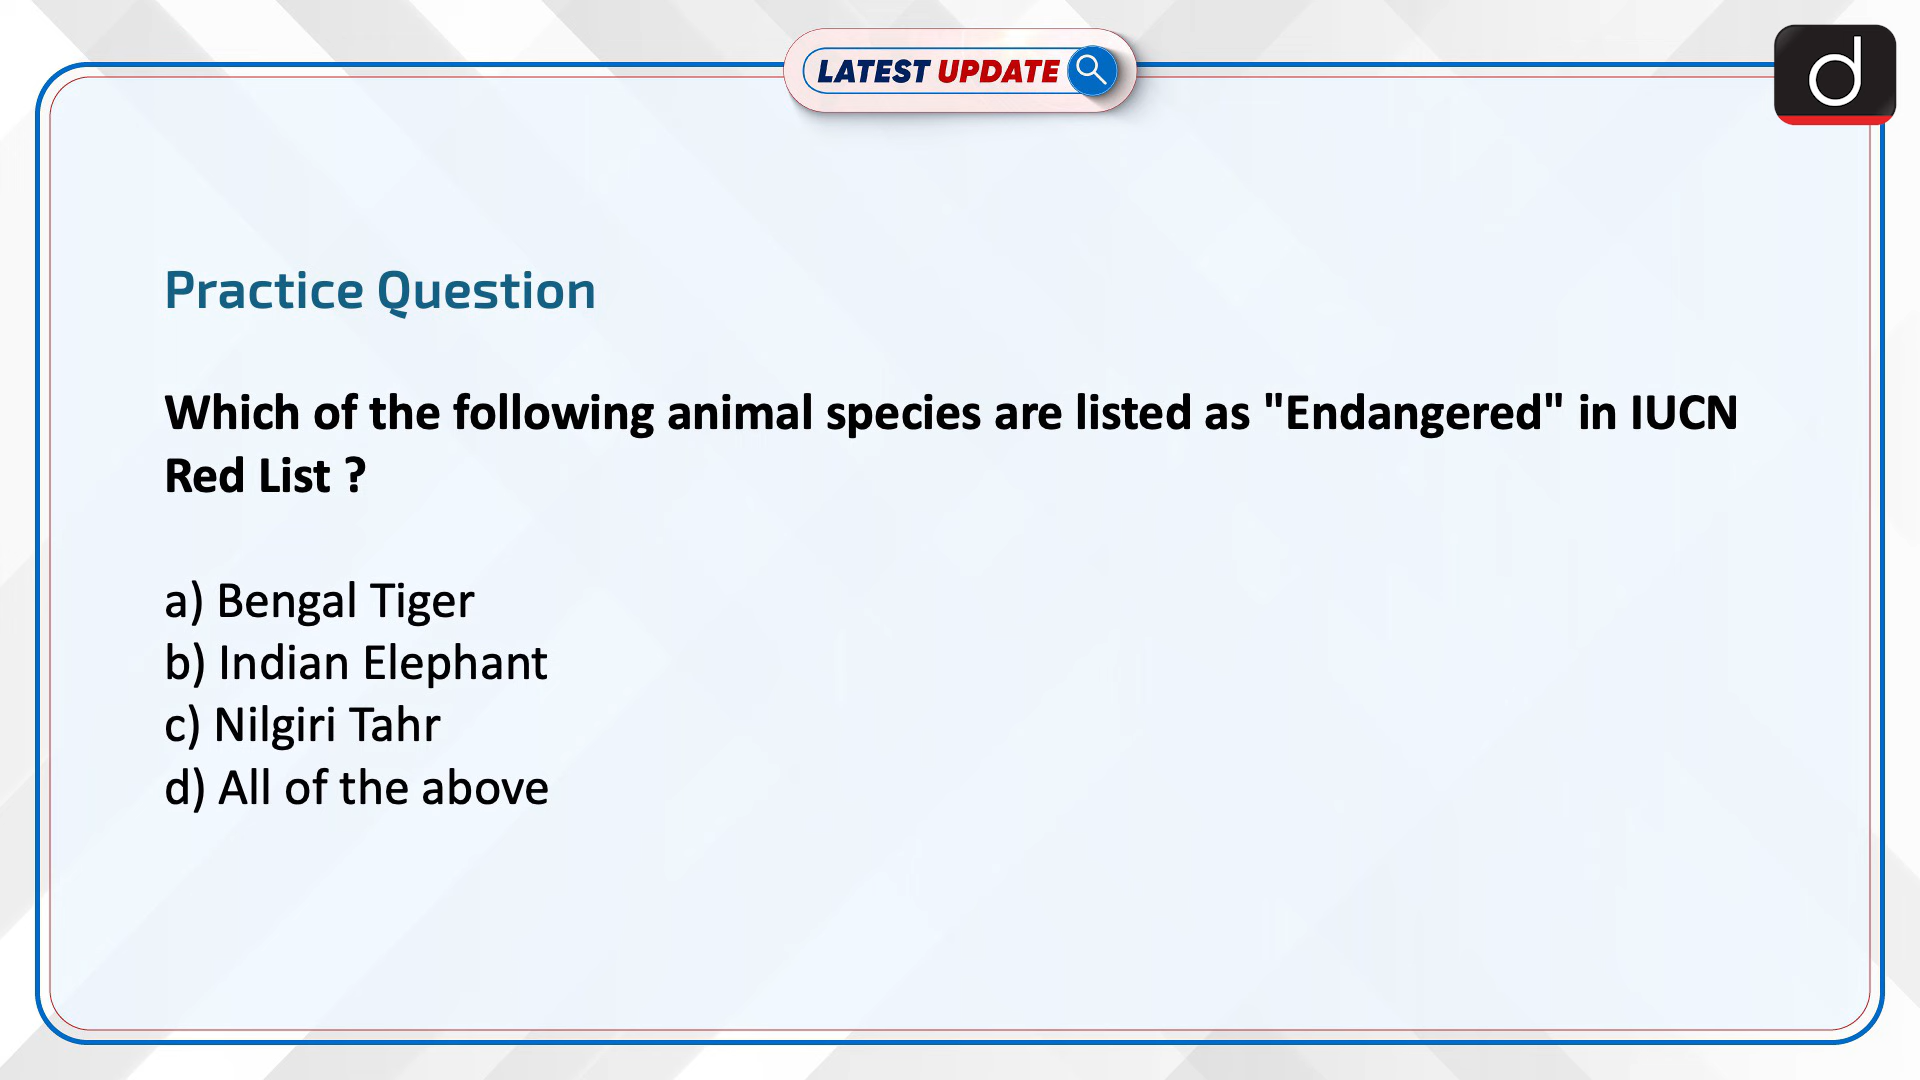 LATEST UPDATE
d
Practice Question
Which of the following animal species are listed as "Endangered" in IUCN
Red List ?
a) Bengal Tiger
b) Indian Elephant
c) Nilgiri Tahr
d) All of the above